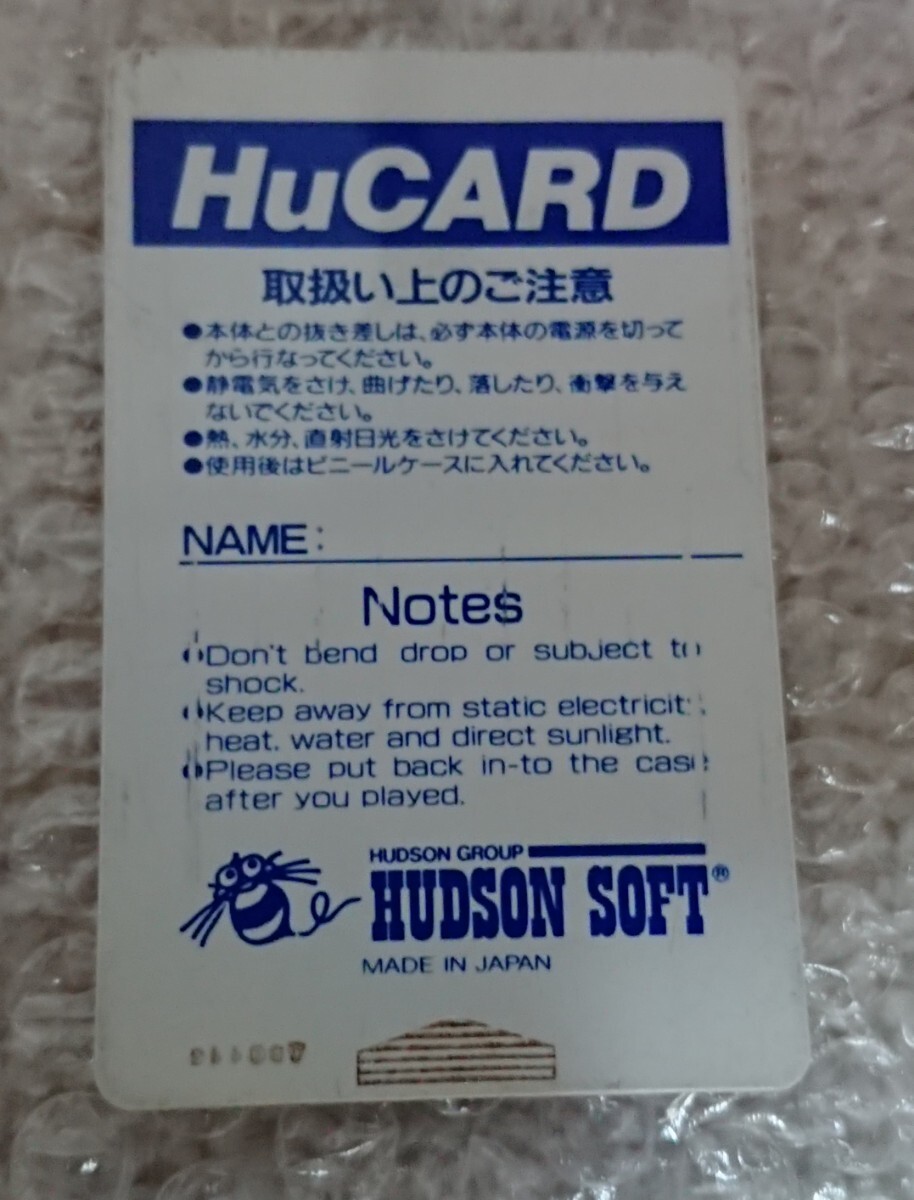 HuCARD
取扱い上のご注意
●本体との抜き差しは、必ず本体の電源を切って
から行なってください。
●静電気をさけ、曲げたり、落したり、衝撃を与え
ないでください。
●熱、水分、直射日光をさけてください。
●使用後はビニールケースに入れてください。
NAME:
Notes
●Don't bend drop or subject to
shock.
●Keep away from static electricity,
heat, water and direct sunlight.
●Please put back in-to the case
after you played.
HUDSON GROUP
HUDSON SOFT®
MADE IN JAPAN